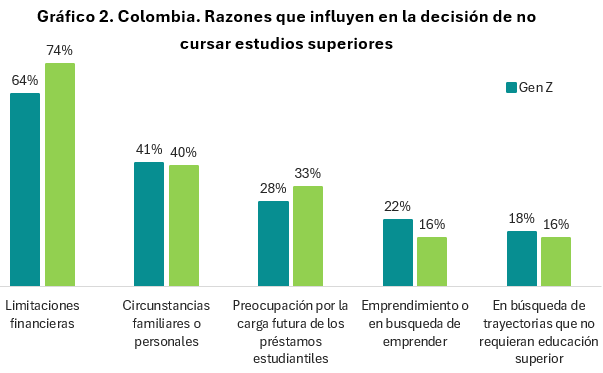 Gráfico 2. Colombia. Razones que influyen en la decisión de no
cursar estudios superiores
74%
64%
Gen Z
41%
40%
28%
33%
22%
16%
18%
16%
Limitaciones
financieras
Circunstancias
familiares o
personales
Preocupación por la
carga futura de los
préstamos
estudiantiles
Emprendimiento o
en busqueda de
emprender
En búsqueda de
trayectorias que no
requieran educación
superior